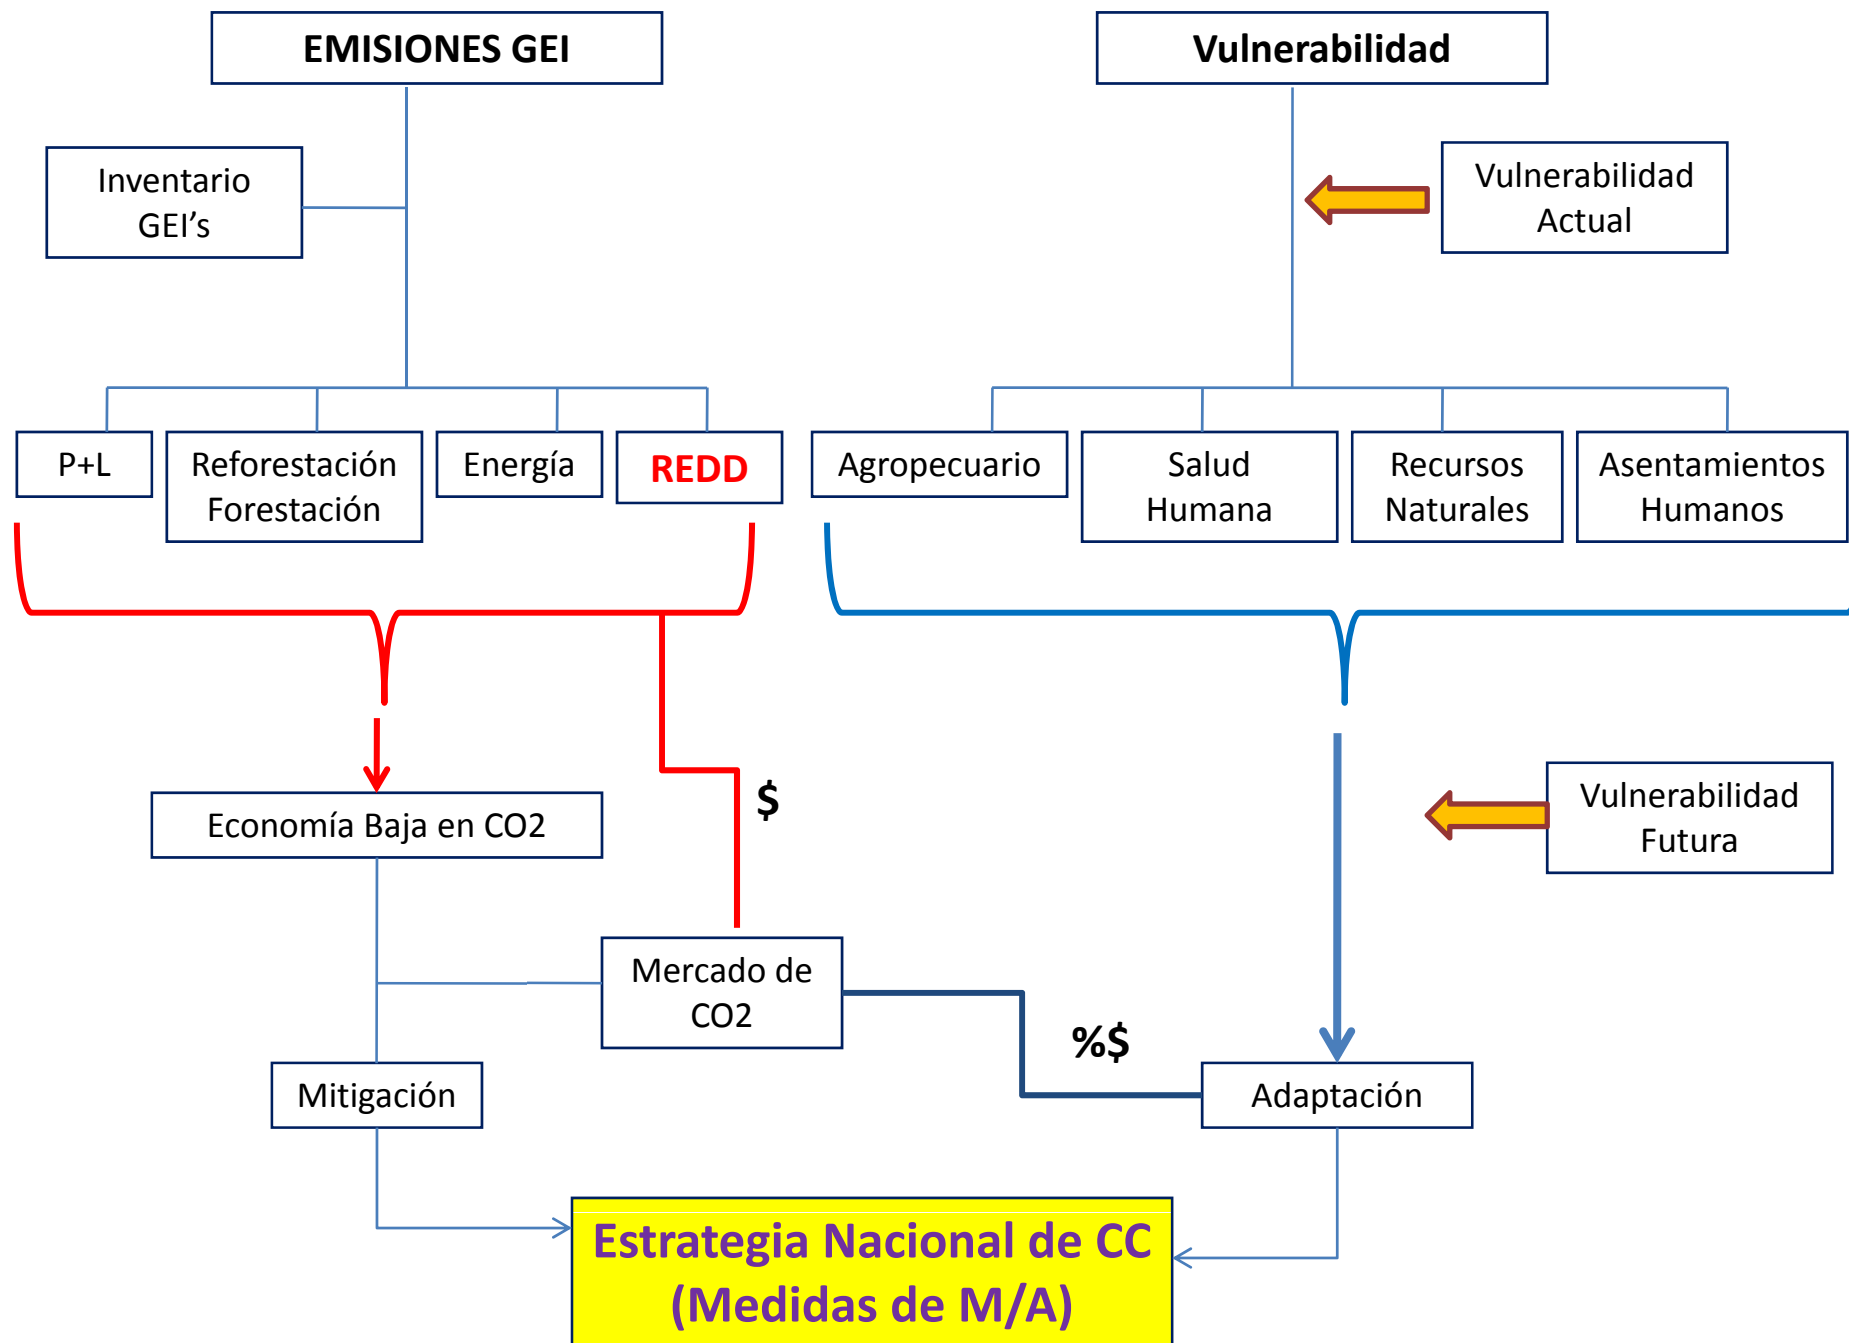 EMISIONES GEI
Vulnerabilidad
Inventario
GEI’s
Vulnerabilidad
Actual
P+L
Reforestación
Forestación
Energía
REDD
Agropecuario
Salud
Humana
Recursos
Naturales
Asentamientos
Humanos
$
Economía Baja en CO2
Vulnerabilidad
Futura
Mercado de
CO2
%$
Mitigación
Adaptación
Estrategia Nacional de CC
(Medidas de M/A)